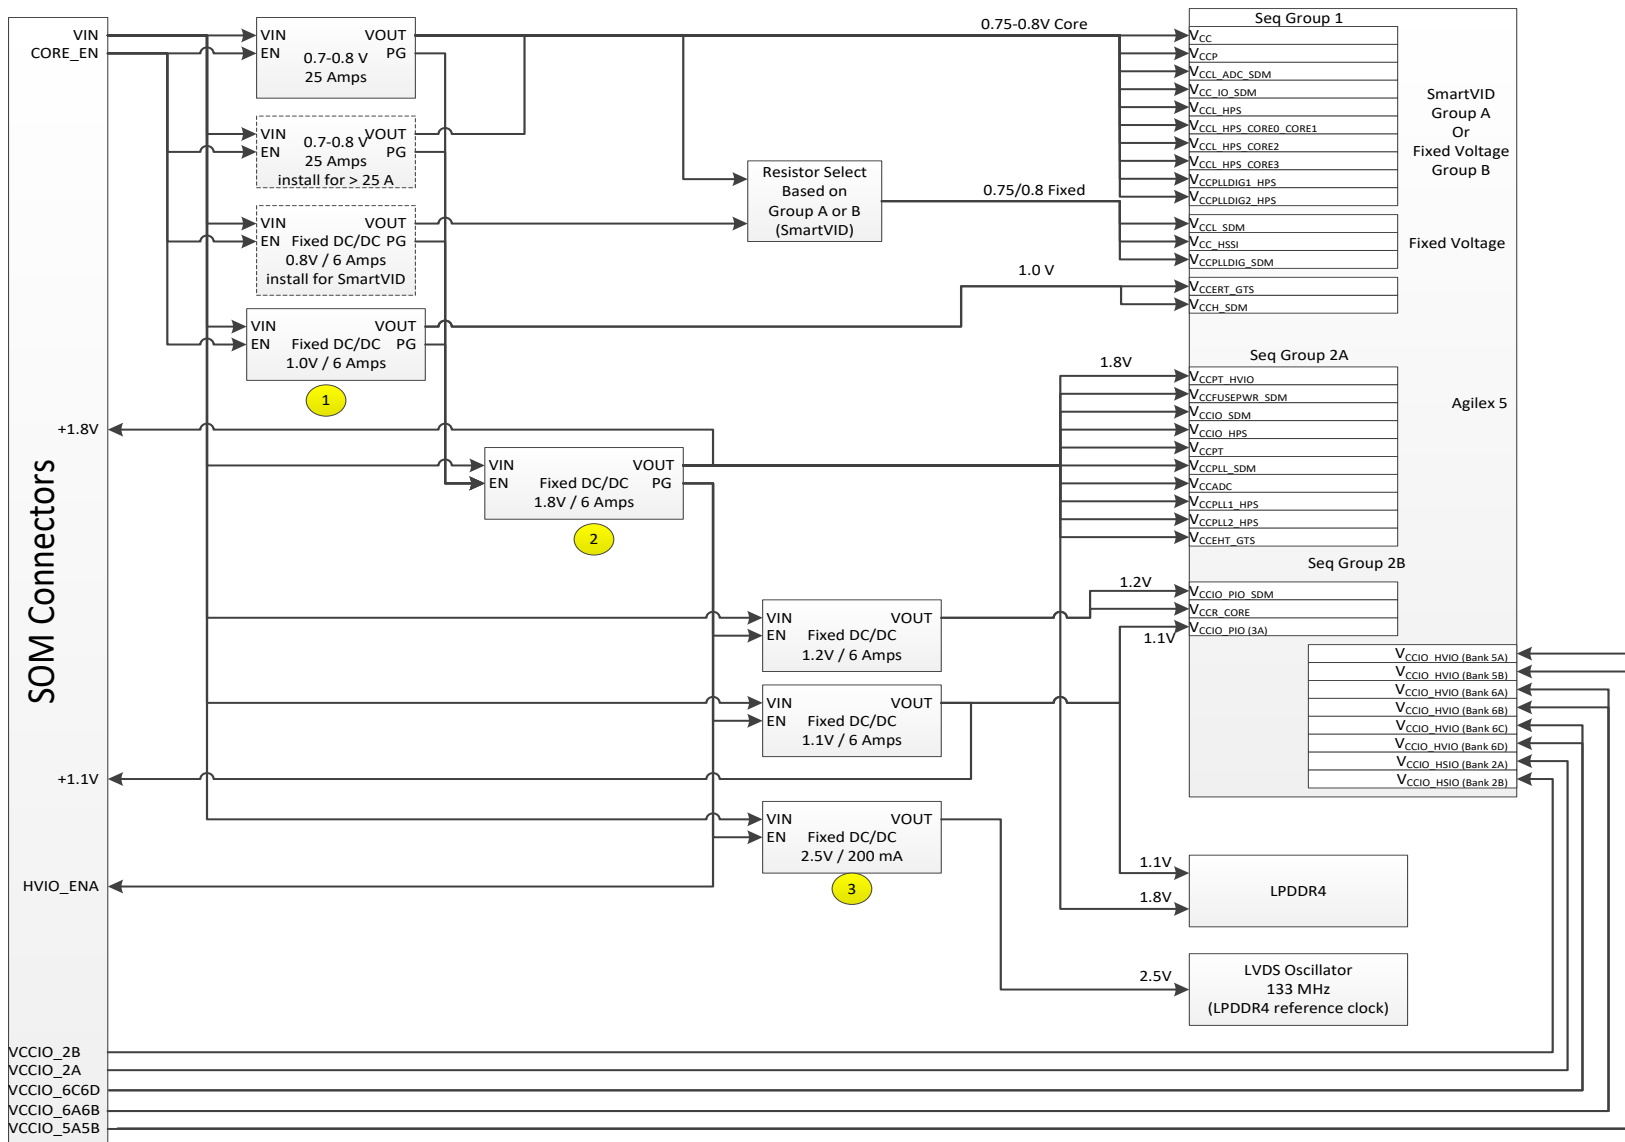 SOM Connectors
VIN
CORE_EN
+1.8V
+1.1V
HVIO_ENA
VCCIO_2B
VCCIO_2A
VCCIO_6C6D
VCCIO_6A6B
VCCIO_5A5B
VIN VOUT
EN PG
0.7-0.8 V
25 Amps
VIN VOUT
EN PG
0.7-0.8 V
25 Amps
install for > 25 A
VIN VOUT
EN Fixed DC/DC PG
0.8V / 6 Amps
install for SmartVID
VIN VOUT
EN Fixed DC/DC PG
1.0V / 6 Amps
1
VIN VOUT
EN Fixed DC/DC PG
1.8V / 6 Amps
2
VIN VOUT
EN Fixed DC/DC
1.2V / 6 Amps
VIN VOUT
EN Fixed DC/DC
1.1V / 6 Amps
VIN VOUT
EN Fixed DC/DC
2.5V / 200 mA
3
Resistor Select
Based on
Group A or B
(SmartVID)
0.75-0.8V Core
0.75/0.8 Fixed
1.0 V
1.8V
1.2V
1.1V
Seq Group 1
VCC
VCCP
VCCL_ADC_SDM
VCC_IO_SDM
VCCL_HPS
VCCL_HPS_CORE0_CORE1
VCCL_HPS_CORE2
VCCL_HPS_CORE3
VCCPLLDIG1_HPS
VCCPLLDIG2_HPS
SmartVID
Group A
Or
Fixed Voltage
Group B
VCCL_SDM
VCC_HSSI
VCCPLLDIG_SDM
Fixed Voltage
VCCERT_GTS
VCCH_SDM
Seq Group 2A
VCCPT_HVIO
VCCFUSEPWR_SDM
VCCIO_SDM
VCCIO_HPS
VCCPT
VCCPLL_SDM
VCCADC
VCCPLL1_HPS
VCCPLL2_HPS
VCCEHT_GTS
Agilex 5
Seq Group 2B
VCCIO_PIO_SDM
VCCR_CORE
VCCIO_PIO (3A)
VCCIO_HVIO (Bank 5A)
VCCIO_HVIO (Bank 5B)
VCCIO_HVIO (Bank 6A)
VCCIO_HVIO (Bank 6B)
VCCIO_HVIO (Bank 6C)
VCCIO_HVIO (Bank 6D)
VCCIO_HSIO (Bank 2A)
VCCIO_HSIO (Bank 2B)
1.1V
1.8V
LPDDR4
2.5V
LVDS Oscillator
133 MHz
(LPDDR4 reference clock)